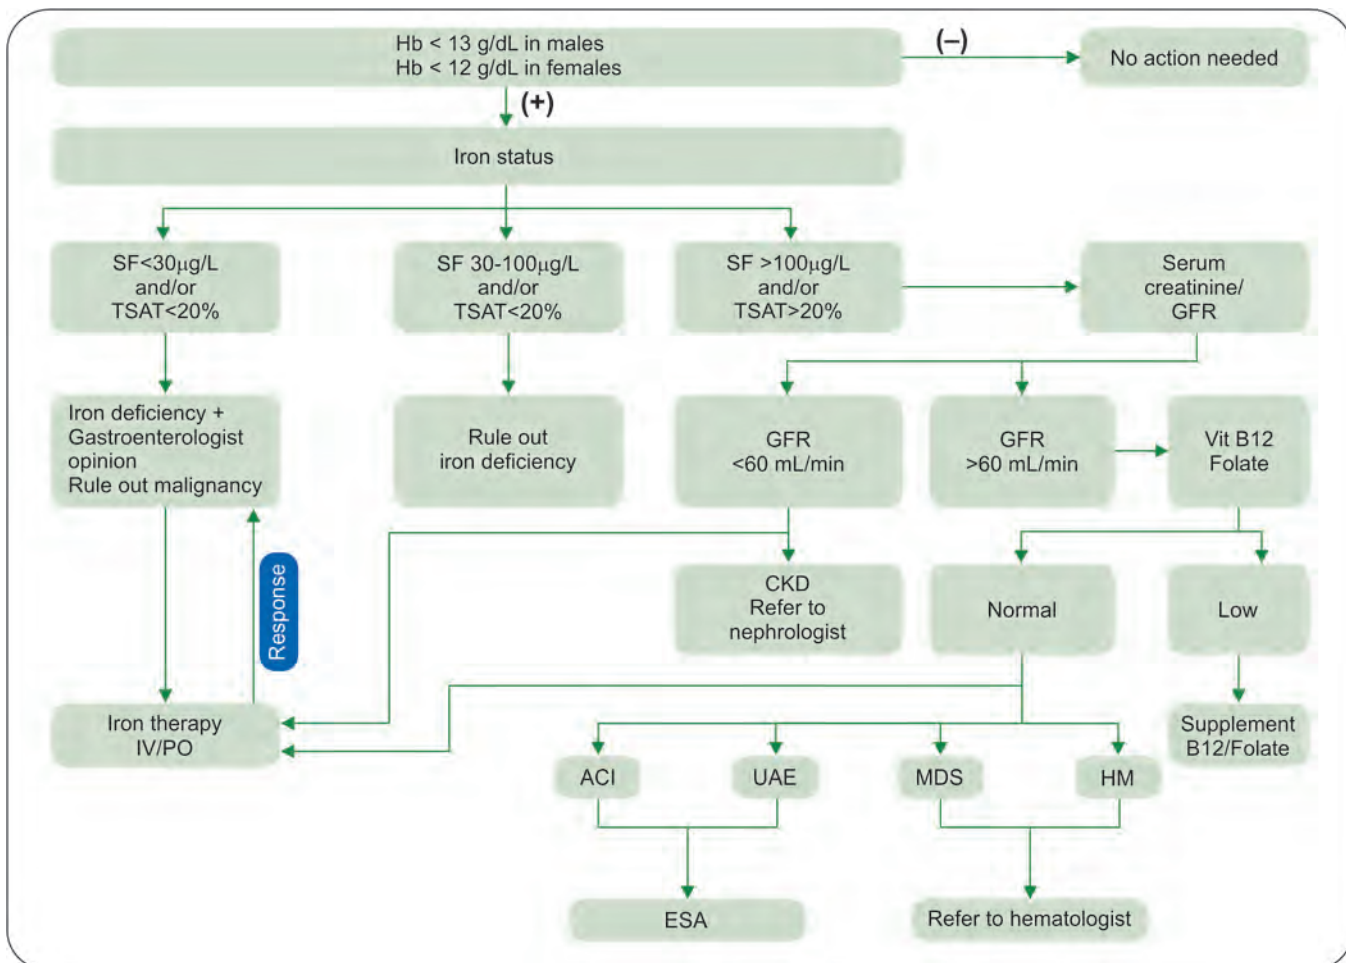 Hb < 13 g/dL in males
Hb < 12 g/dL in females
(–)
No action needed
(+)
Iron status
SF<30µg/L
and/or
TSAT<20%
SF 30-100µg/L
and/or
TSAT<20%
SF >100µg/L
and/or
TSAT>20%
Serum
creatinine/
GFR
Iron deficiency +
Gastroenterologist
opinion
Rule out malignancy
Rule out
iron deficiency
GFR
<60 mL/min
GFR
>60 mL/min
Vit B12
Folate
Response
CKD
Refer to
nephrologist
Normal
Low
Iron therapy
IV/PO
Supplement
B12/Folate
ACI
UAE
MDS
HM
ESA
Refer to hematologist